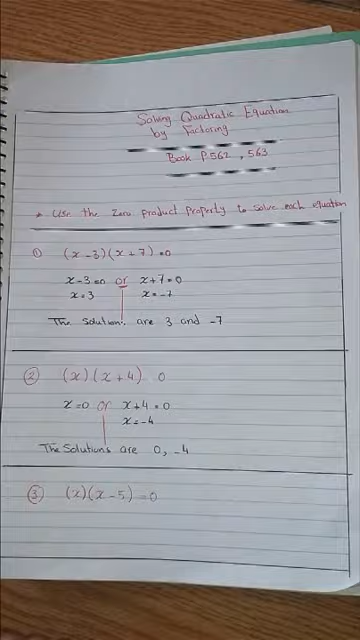 Solving Quadratic Equation
by Factoring
Book P.562, 563
* Use the Zero product property to solve each equation
① (x-3)(x+7)=0
x-3=0 or x+7=0
x=3 x=-7
The Solutions are 3 and -7
② (x)(x+4) 0
x=0 or x+4=0
x=-4
The Solutions are 0, -4
③ (x)(x-5)=0